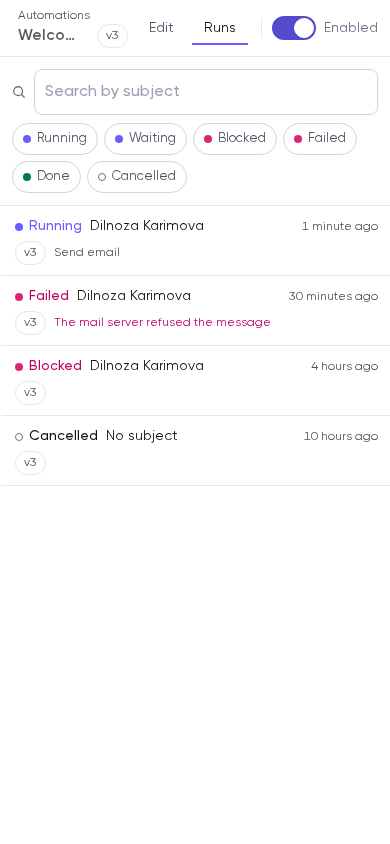 Automations
Welco... v3 Edit Runs Enabled
Search by subject
Running Waiting Blocked Failed
Done Cancelled
Running Dilnoza Karimova 1 minute ago
v3 Send email
Failed Dilnoza Karimova 30 minutes ago
v3 The mail server refused the message
Blocked Dilnoza Karimova 4 hours ago
v3
Cancelled No subject 10 hours ago
v3